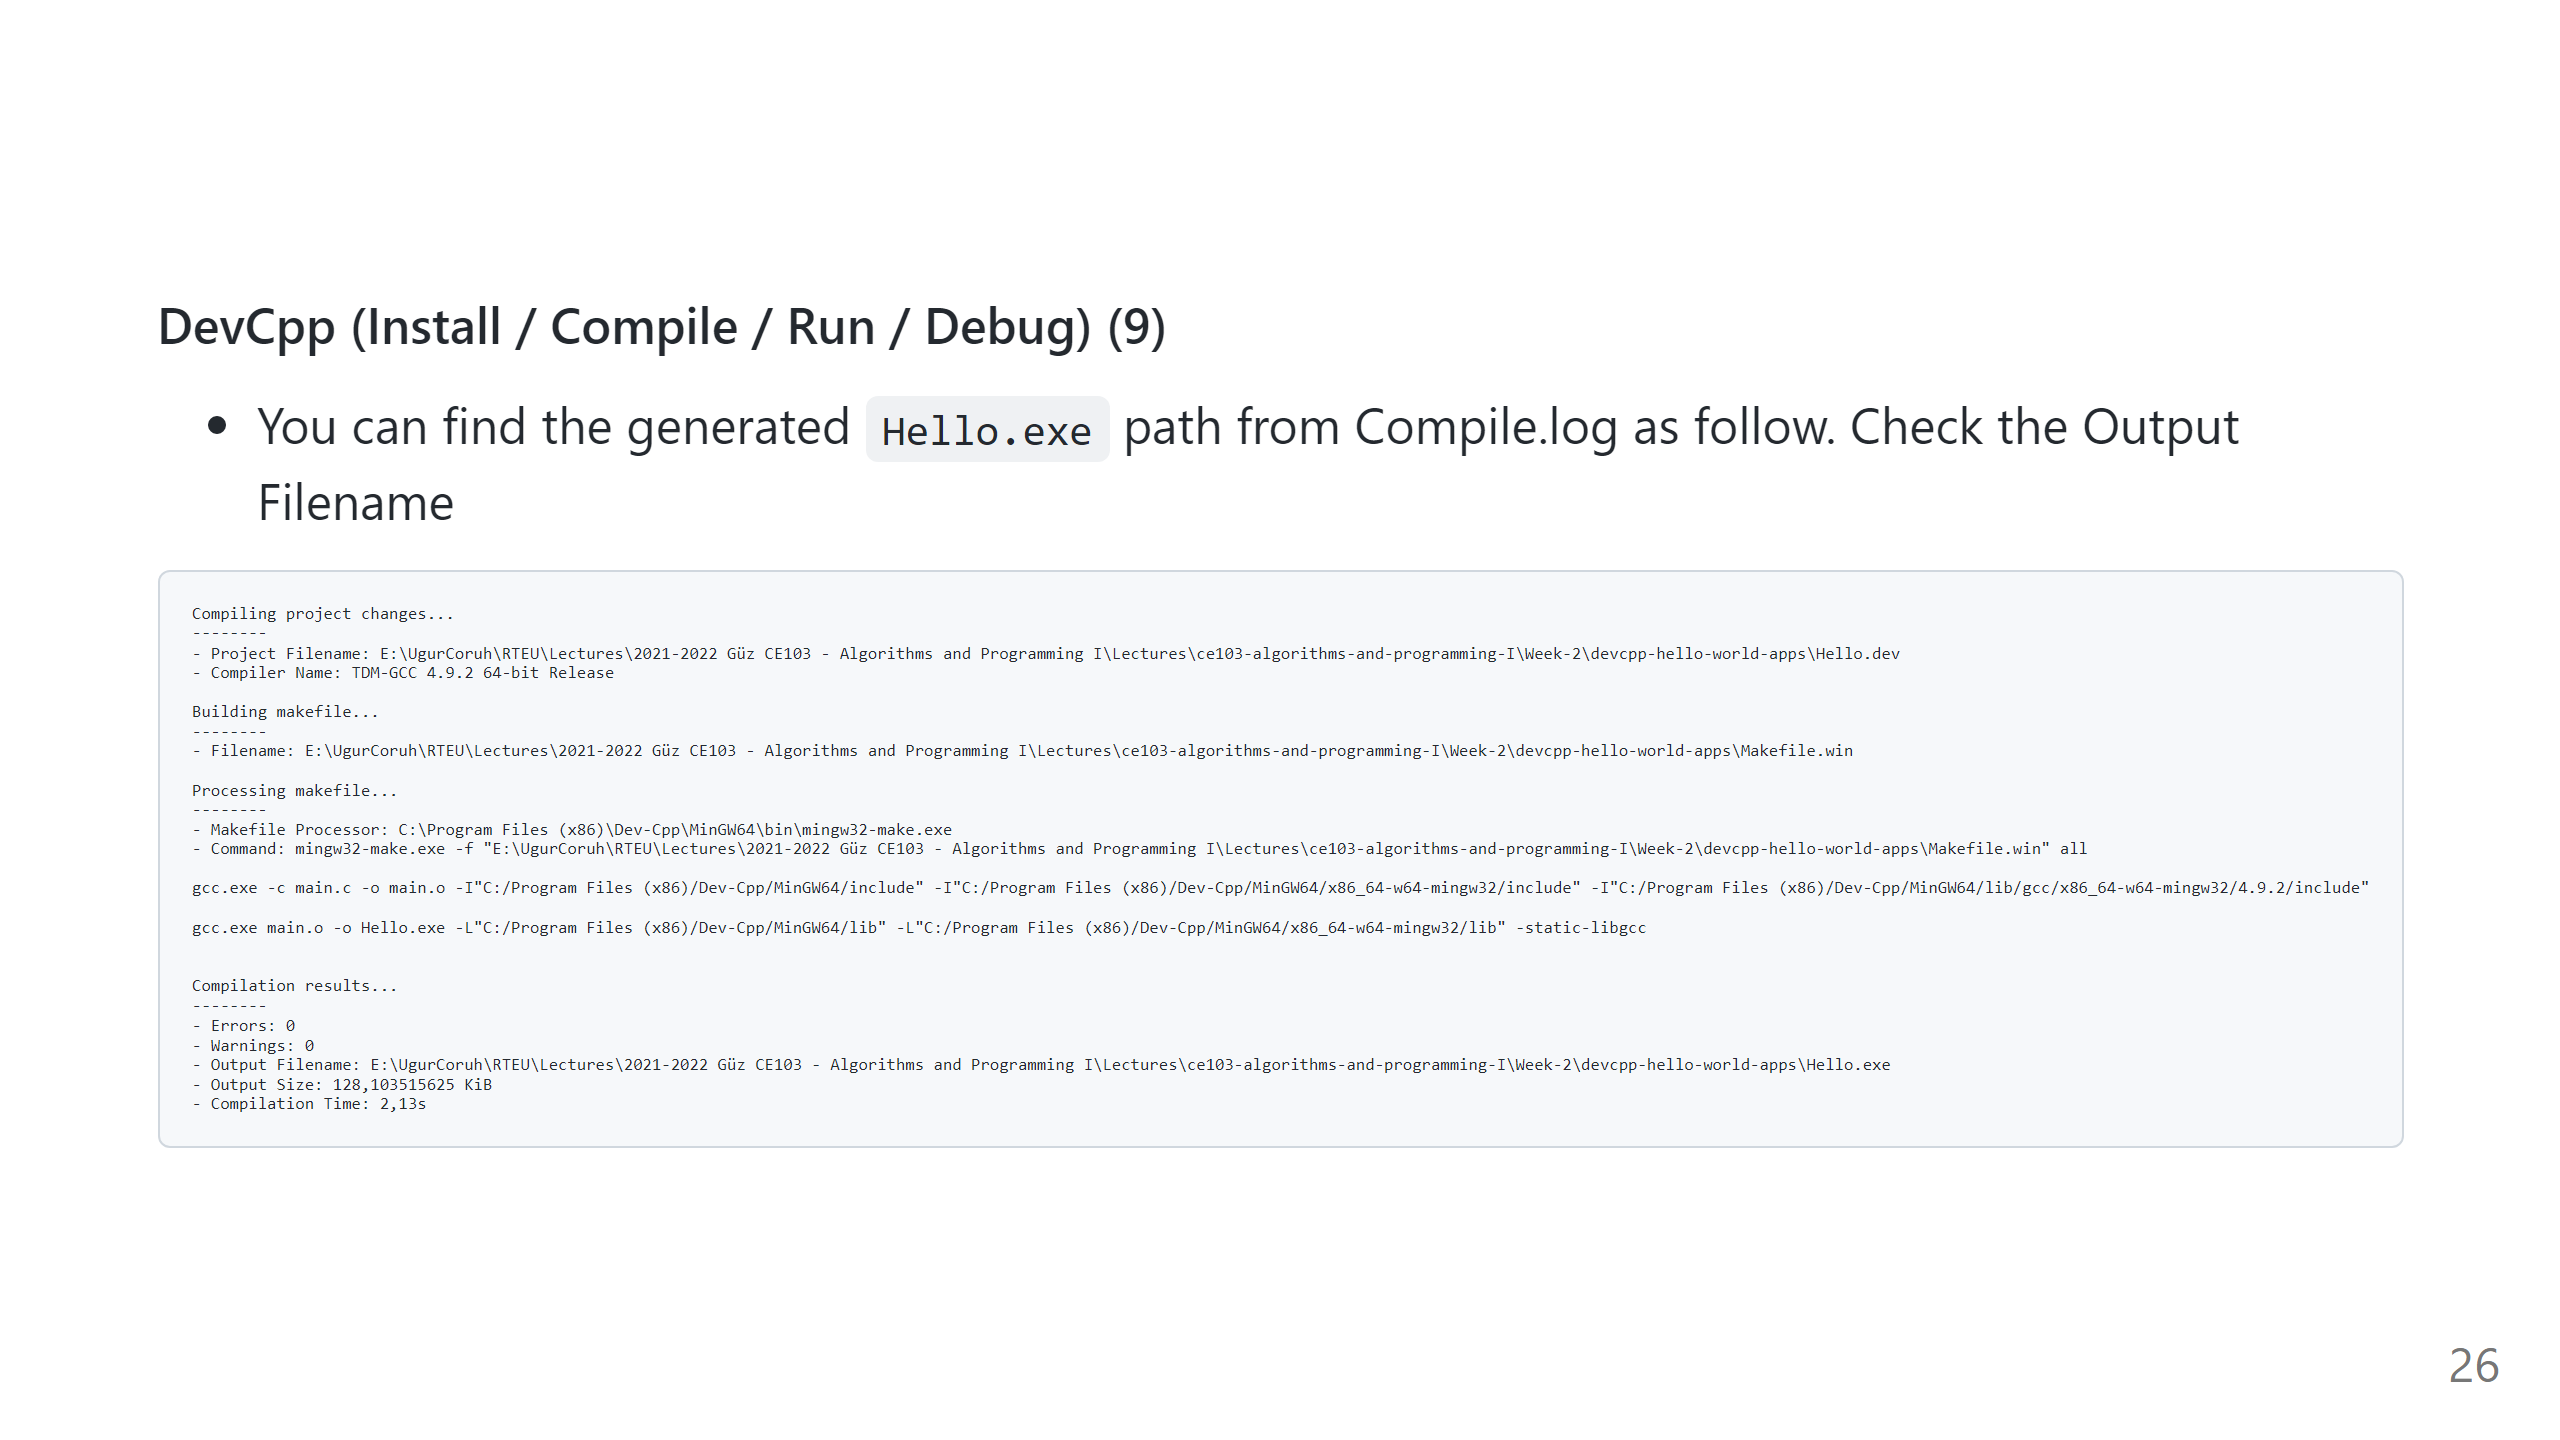 DevCpp (Install / Compile / Run / Debug) (9)
• You can find the generated Hello.exe path from Compile.log as follow. Check the Output
Filename
Compiling project changes...
--------
- Project Filename: E:\UgurCoruh\RTEU\Lectures\2021-2022 Güz CE103 - Algorithms and Programming I\Lectures\ce103-algorithms-and-programming-I\Week-2\devcpp-hello-world-apps\Hello.dev
- Compiler Name: TDM-GCC 4.9.2 64-bit Release
Building makefile...
--------
- Filename: E:\UgurCoruh\RTEU\Lectures\2021-2022 Güz CE103 - Algorithms and Programming I\Lectures\ce103-algorithms-and-programming-I\Week-2\devcpp-hello-world-apps\Makefile.win
Processing makefile...
--------
- Makefile Processor: C:\Program Files (x86)\Dev-Cpp\MinGW64\bin\mingw32-make.exe
- Command: mingw32-make.exe -f "E:\UgurCoruh\RTEU\Lectures\2021-2022 Güz CE103 - Algorithms and Programming I\Lectures\ce103-algorithms-and-programming-I\Week-2\devcpp-hello-world-apps\Makefile.win" all
gcc.exe -c main.c -o main.o -I"C:/Program Files (x86)/Dev-Cpp/MinGW64/include" -I"C:/Program Files (x86)/Dev-Cpp/MinGW64/x86_64-w64-mingw32/include" -I"C:/Program Files (x86)/Dev-Cpp/MinGW64/lib/gcc/x86_64-w64-mingw32/4.9.2/include"
gcc.exe main.o -o Hello.exe -L"C:/Program Files (x86)/Dev-Cpp/MinGW64/lib" -L"C:/Program Files (x86)/Dev-Cpp/MinGW64/x86_64-w64-mingw32/lib" -static-libgcc
Compilation results...
--------
- Errors: 0
- Warnings: 0
- Output Filename: E:\UgurCoruh\RTEU\Lectures\2021-2022 Güz CE103 - Algorithms and Programming I\Lectures\ce103-algorithms-and-programming-I\Week-2\devcpp-hello-world-apps\Hello.exe
- Output Size: 128,103515625 KiB
- Compilation Time: 2,13s
26